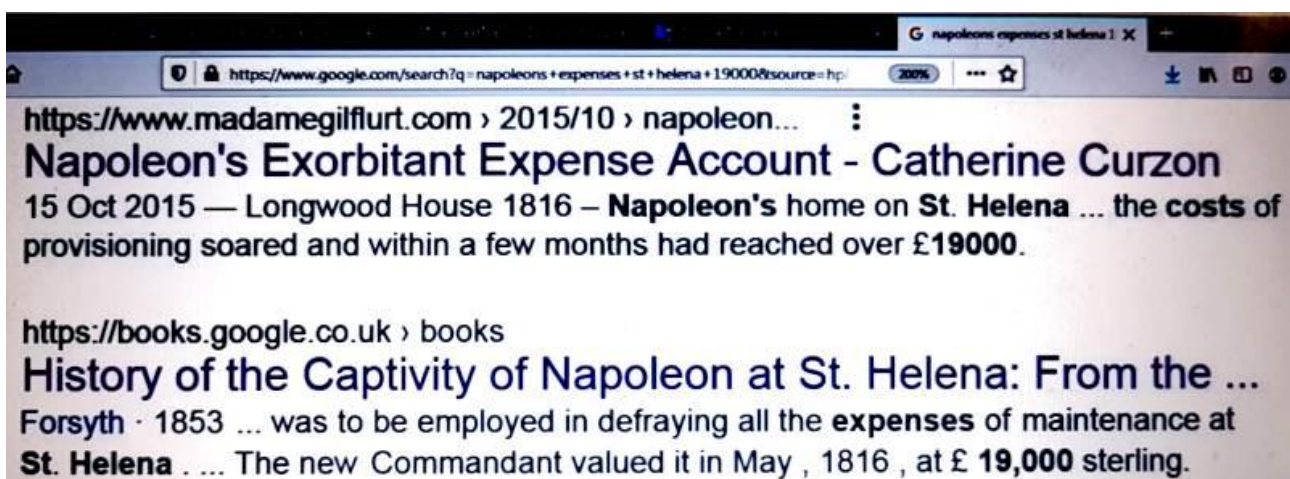 G napoleons expenses st helena 1 X
https://www.google.com/search?q=napoleons+expenses+st+helena+19000&source=hp
200%
https://www.madamegilflurt.com › 2015/10 › napoleon...
Napoleon's Exorbitant Expense Account - Catherine Curzon
15 Oct 2015 — Longwood House 1816 – Napoleon's home on St. Helena ... the costs of
provisioning soared and within a few months had reached over £19000.
https://books.google.co.uk › books
History of the Captivity of Napoleon at St. Helena: From the ...
Forsyth · 1853 ... was to be employed in defraying all the expenses of maintenance at
St. Helena . ... The new Commandant valued it in May , 1816 , at £ 19,000 sterling.